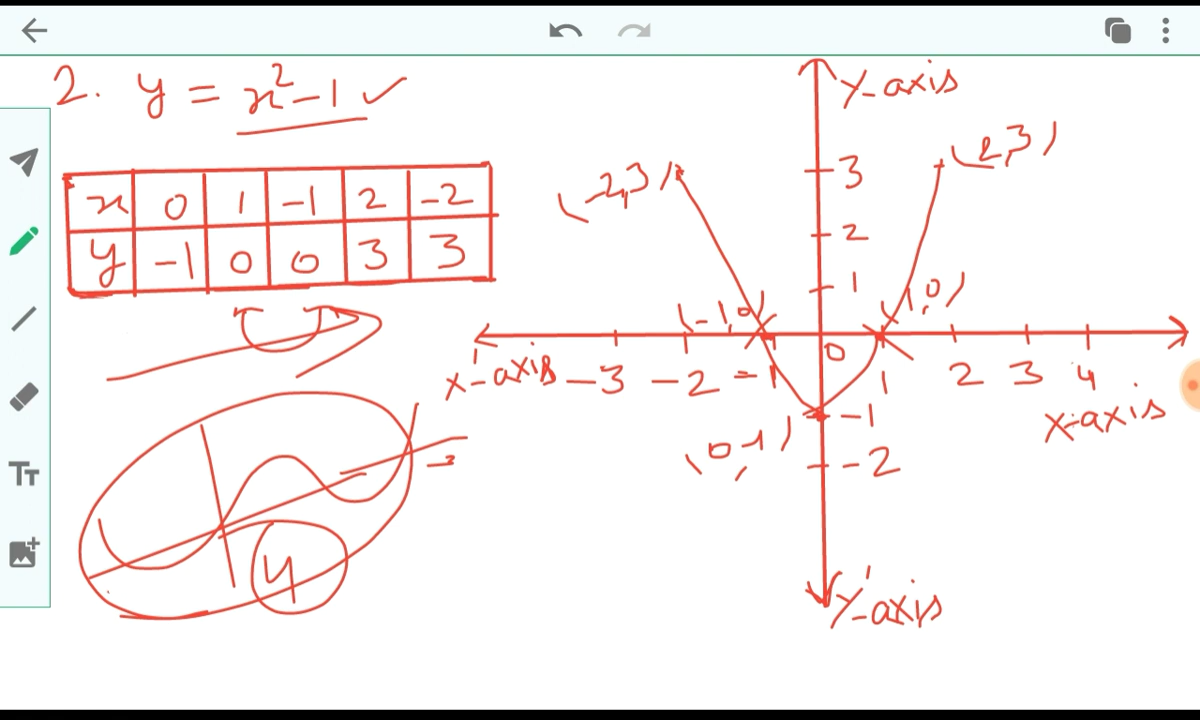 2. y = x²-1 ✓
x 0 1 -1 2 -2
y -1 0 0 3 3
4
Y-axis
(-2,3)
(2,3)
3
2
1
(-1,0)
(1,0)
0
X'-axis -3 -2 -1 1 2 3 4
X-axis
(0,-1) -1
-2
Y'-axis
TT